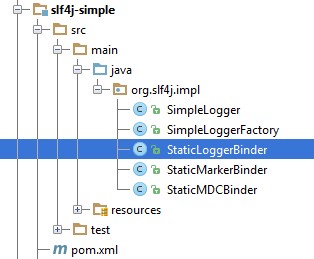 slf4j-simple
src
main
java
org.slf4j.impl
SimpleLogger
SimpleLoggerFactory
StaticLoggerBinder
StaticMarkerBinder
StaticMDCBinder
resources
test
pom.xml